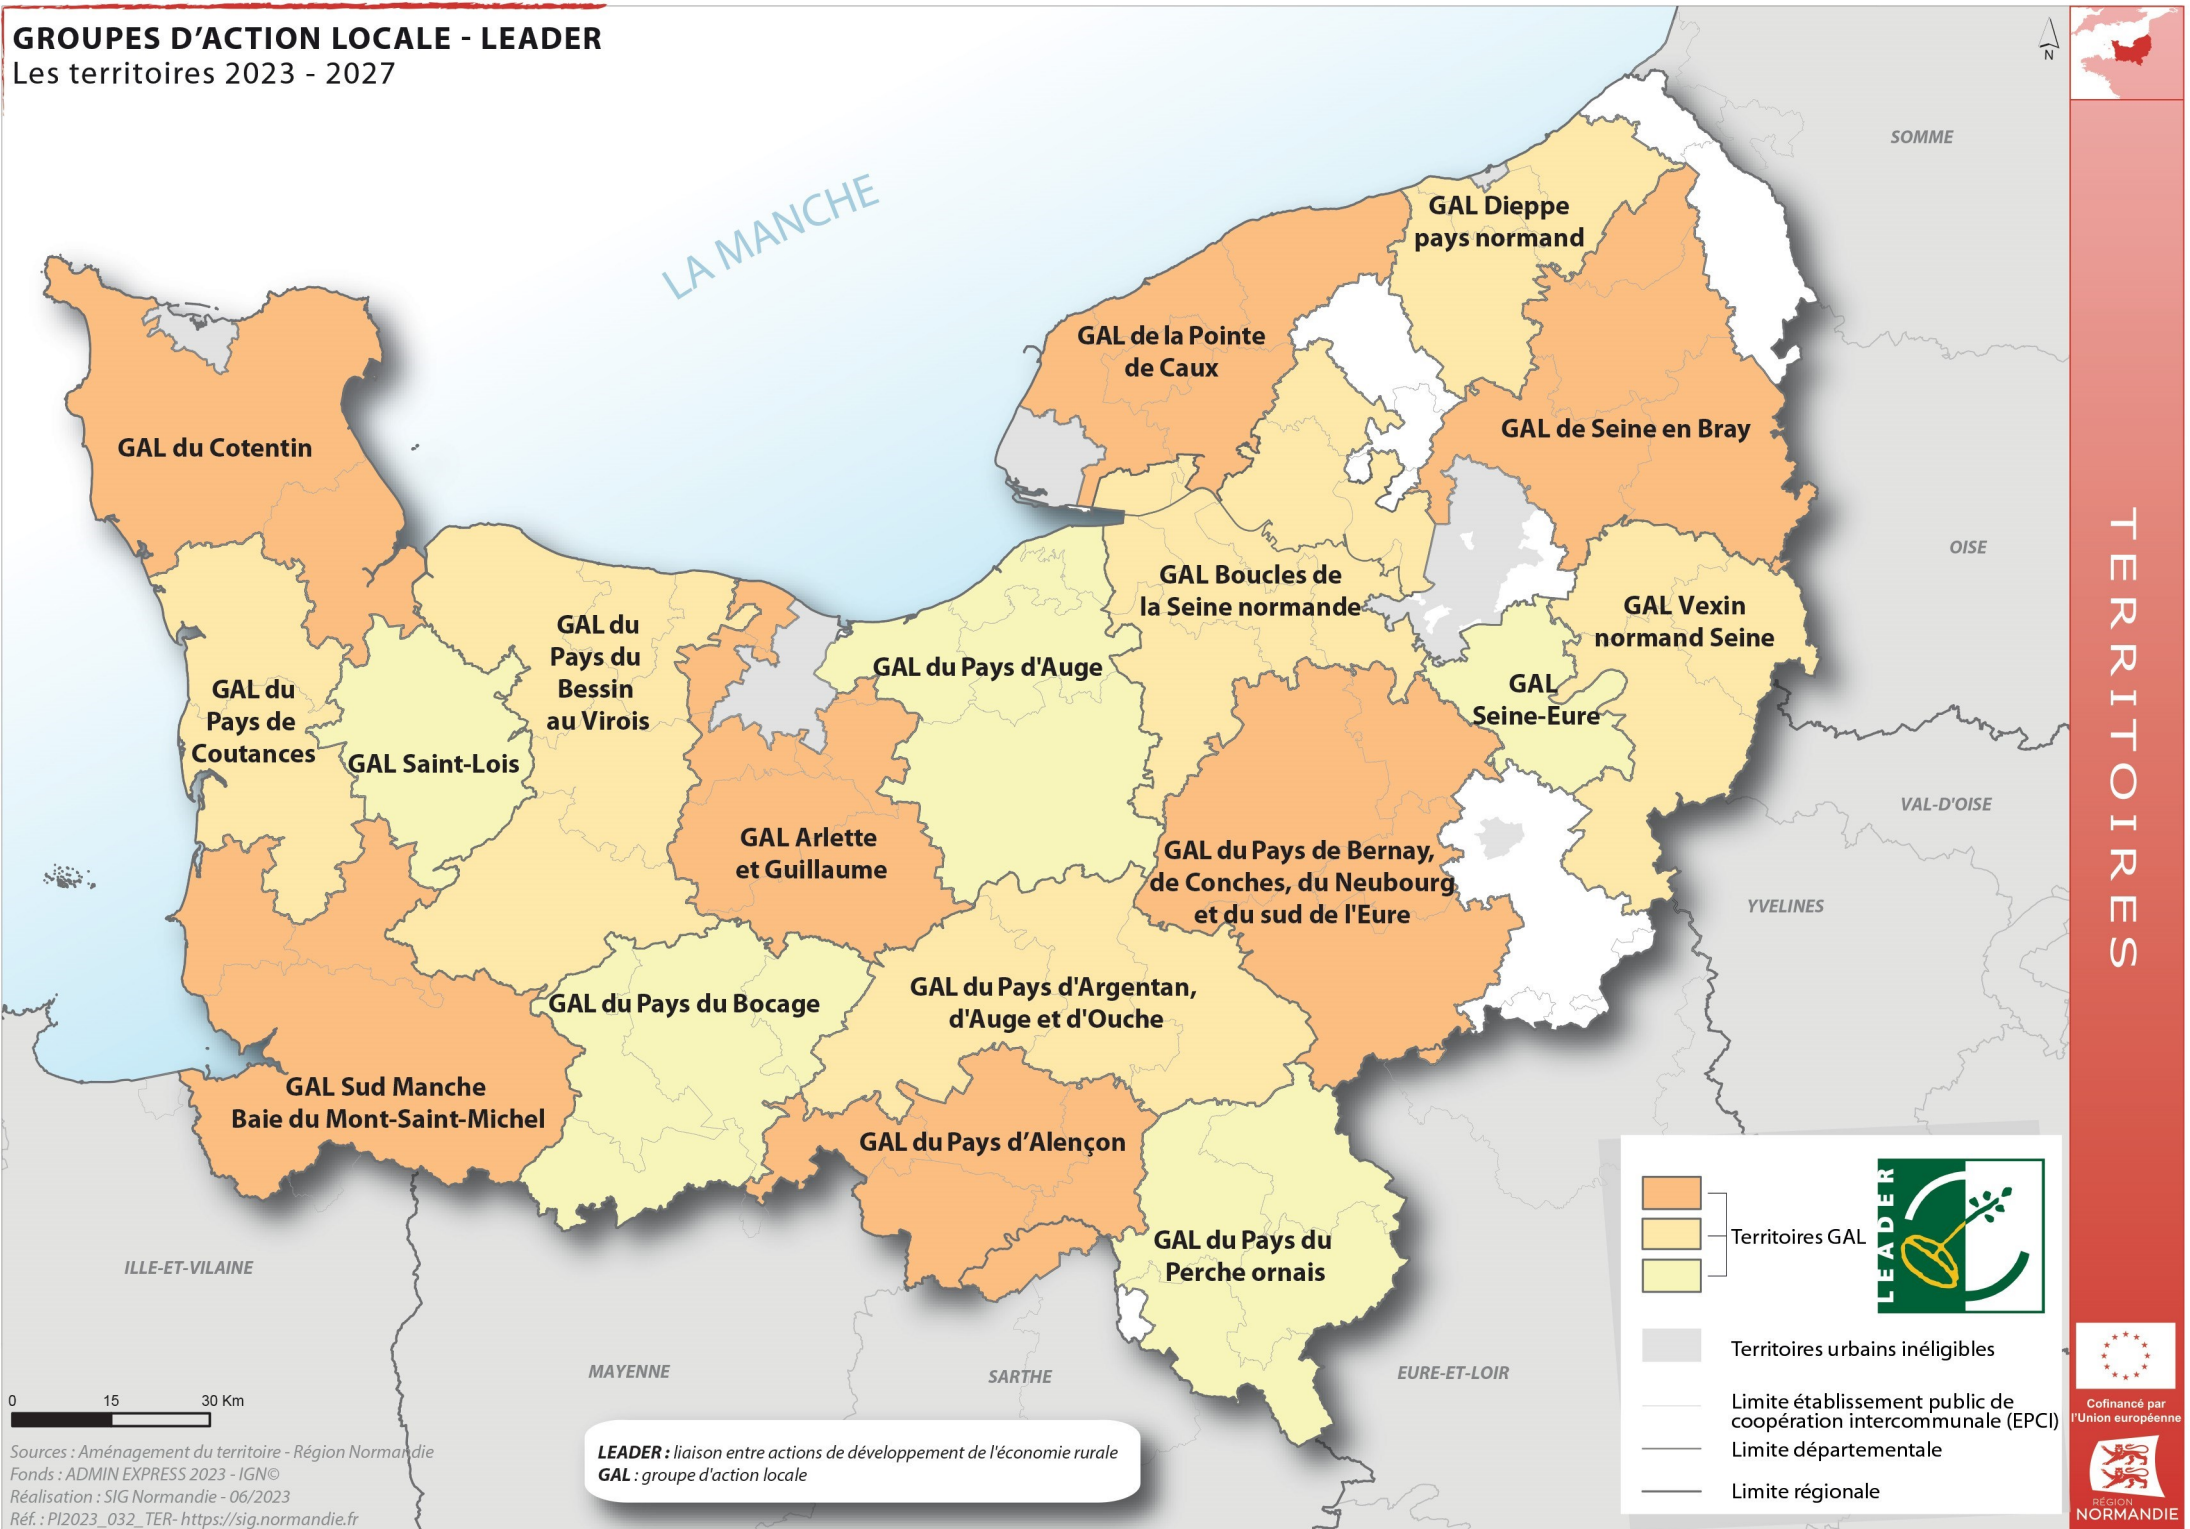 GROUPES D’ACTION LOCALE - LEADER
Les territoires 2023 - 2027
N
SOMME
LA MANCHE
GAL Dieppe
pays normand
GAL de la Pointe
de Caux
GAL de Seine en Bray
GAL du Cotentin
OISE
GAL Boucles de
la Seine normande
GAL Vexin
normand Seine
GAL du
Pays du
Bessin
au Virois
GAL du Pays d'Auge
GAL
Seine-Eure
GAL du
Pays de
Coutances
GAL Saint-Lois
VAL-D'OISE
GAL Arlette
et Guillaume
GAL du Pays de Bernay,
de Conches, du Neubourg
et du sud de l'Eure
YVELINES
GAL du Pays du Bocage
GAL du Pays d'Argentan,
d'Auge et d'Ouche
GAL Sud Manche
Baie du Mont-Saint-Michel
GAL du Pays d’Alençon
GAL du Pays du
Perche ornais
ILLE-ET-VILAINE
MAYENNE
SARTHE
EURE-ET-LOIR
TERRITOIRES
LEADER
Territoires GAL
Territoires urbains inéligibles
Limite établissement public de
coopération intercommunale (EPCI)
Limite départementale
Limite régionale
0 15 30 Km
Sources : Aménagement du territoire - Région Normandie
Fonds : ADMIN EXPRESS 2023 - IGN©
Réalisation : SIG Normandie - 06/2023
Réf. : PI2023_032_TER- https://sig.normandie.fr
LEADER : liaison entre actions de développement de l'économie rurale
GAL : groupe d'action locale
Cofinancé par
l'Union européenne
RÉGION
NORMANDIE